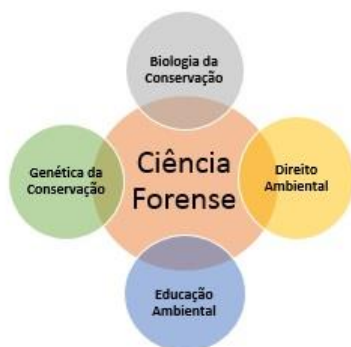 Biologia da
Conservação
Genética da
Conservação
Ciência
Forense
Direito
Ambiental
Educação
Ambiental